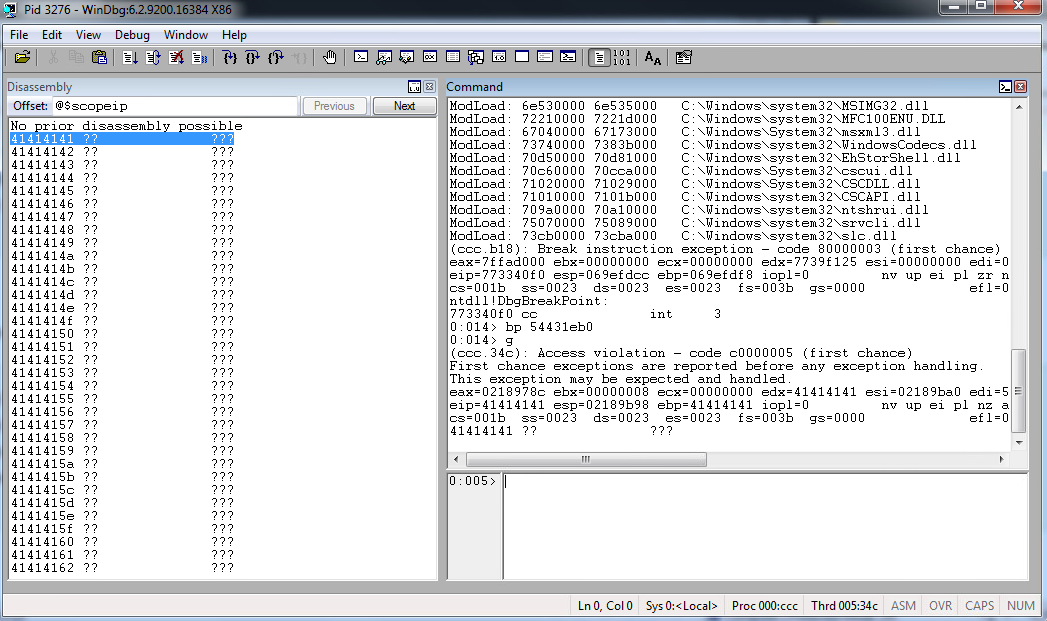 Pid 3276 - WinDbg:6.2.9200.16384 X86
File Edit View Debug Window Help
Disassembly
Offset: @$scopeip Previous Next
No prior disassembly possible
41414141 ?? ???
41414142 ?? ???
41414143 ?? ???
41414144 ?? ???
41414145 ?? ???
41414146 ?? ???
41414147 ?? ???
41414148 ?? ???
41414149 ?? ???
4141414a ?? ???
4141414b ?? ???
4141414c ?? ???
4141414d ?? ???
4141414e ?? ???
4141414f ?? ???
41414150 ?? ???
41414151 ?? ???
41414152 ?? ???
41414153 ?? ???
41414154 ?? ???
41414155 ?? ???
41414156 ?? ???
41414157 ?? ???
41414158 ?? ???
41414159 ?? ???
4141415a ?? ???
4141415b ?? ???
4141415c ?? ???
4141415d ?? ???
4141415e ?? ???
4141415f ?? ???
41414160 ?? ???
41414161 ?? ???
41414162 ?? ???
Command
ModLoad: 6e530000 6e535000 C:\Windows\system32\MSIMG32.dll
ModLoad: 72210000 7221d000 C:\Windows\system32\MFC100ENU.DLL
ModLoad: 67040000 67173000 C:\Windows\System32\msxml3.dll
ModLoad: 73740000 7383b000 C:\Windows\system32\WindowsCodecs.dll
ModLoad: 70d50000 70d81000 C:\Windows\system32\EhStorShell.dll
ModLoad: 70c60000 70cca000 C:\Windows\System32\cscui.dll
ModLoad: 71020000 71029000 C:\Windows\System32\CSCDLL.dll
ModLoad: 71010000 7101b000 C:\Windows\system32\CSCAPI.dll
ModLoad: 709a0000 70a10000 C:\Windows\system32\ntshrui.dll
ModLoad: 75070000 75089000 C:\Windows\system32\srvcli.dll
ModLoad: 73cb0000 73cba000 C:\Windows\system32\slc.dll
(ccc.b18): Break instruction exception - code 80000003 (first chance)
eax=7ffad000 ebx=00000000 ecx=00000000 edx=7739f125 esi=00000000 edi=0
eip=773340f0 esp=069efdcc ebp=069efdf8 iopl=0 nv up ei pl zr n
cs=001b ss=0023 ds=0023 es=0023 fs=003b gs=0000 efl=0
ntdll!DbgBreakPoint:
773340f0 cc int 3
0:014> bp 54431eb0
0:014> g
(ccc.34c): Access violation - code c0000005 (first chance)
First chance exceptions are reported before any exception handling.
This exception may be expected and handled.
eax=0218978c ebx=00000008 ecx=00000000 edx=41414141 esi=02189ba0 edi=5
eip=41414141 esp=02189b98 ebp=41414141 iopl=0 nv up ei pl nz a
cs=001b ss=0023 ds=0023 es=0023 fs=003b gs=0000 efl=0
41414141 ?? ???
0:005>
Ln 0, Col 0 Sys 0:<Local> Proc 000:ccc Thrd 005:34c ASM OVR CAPS NUM